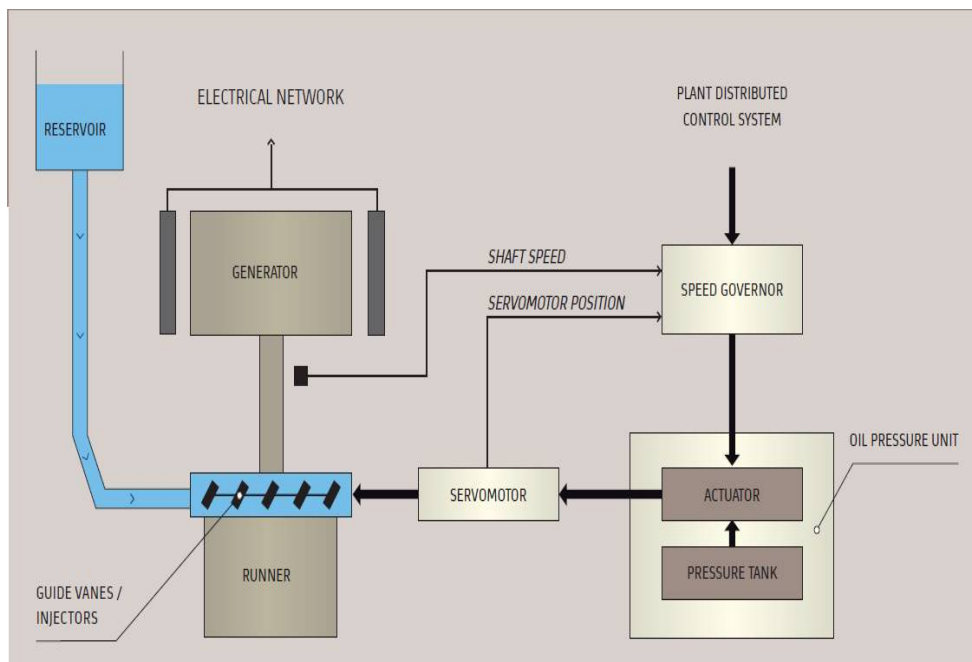 ELECTRICAL NETWORK
PLANT DISTRIBUTED
CONTROL SYSTEM
RESERVOIR
SHAFT SPEED
GENERATOR
SPEED GOVERNOR
SERVOMOTOR POSITION
OIL PRESSURE UNIT
SERVOMOTOR
ACTUATOR
RUNNER
PRESSURE TANK
GUIDE VANES /
INJECTORS